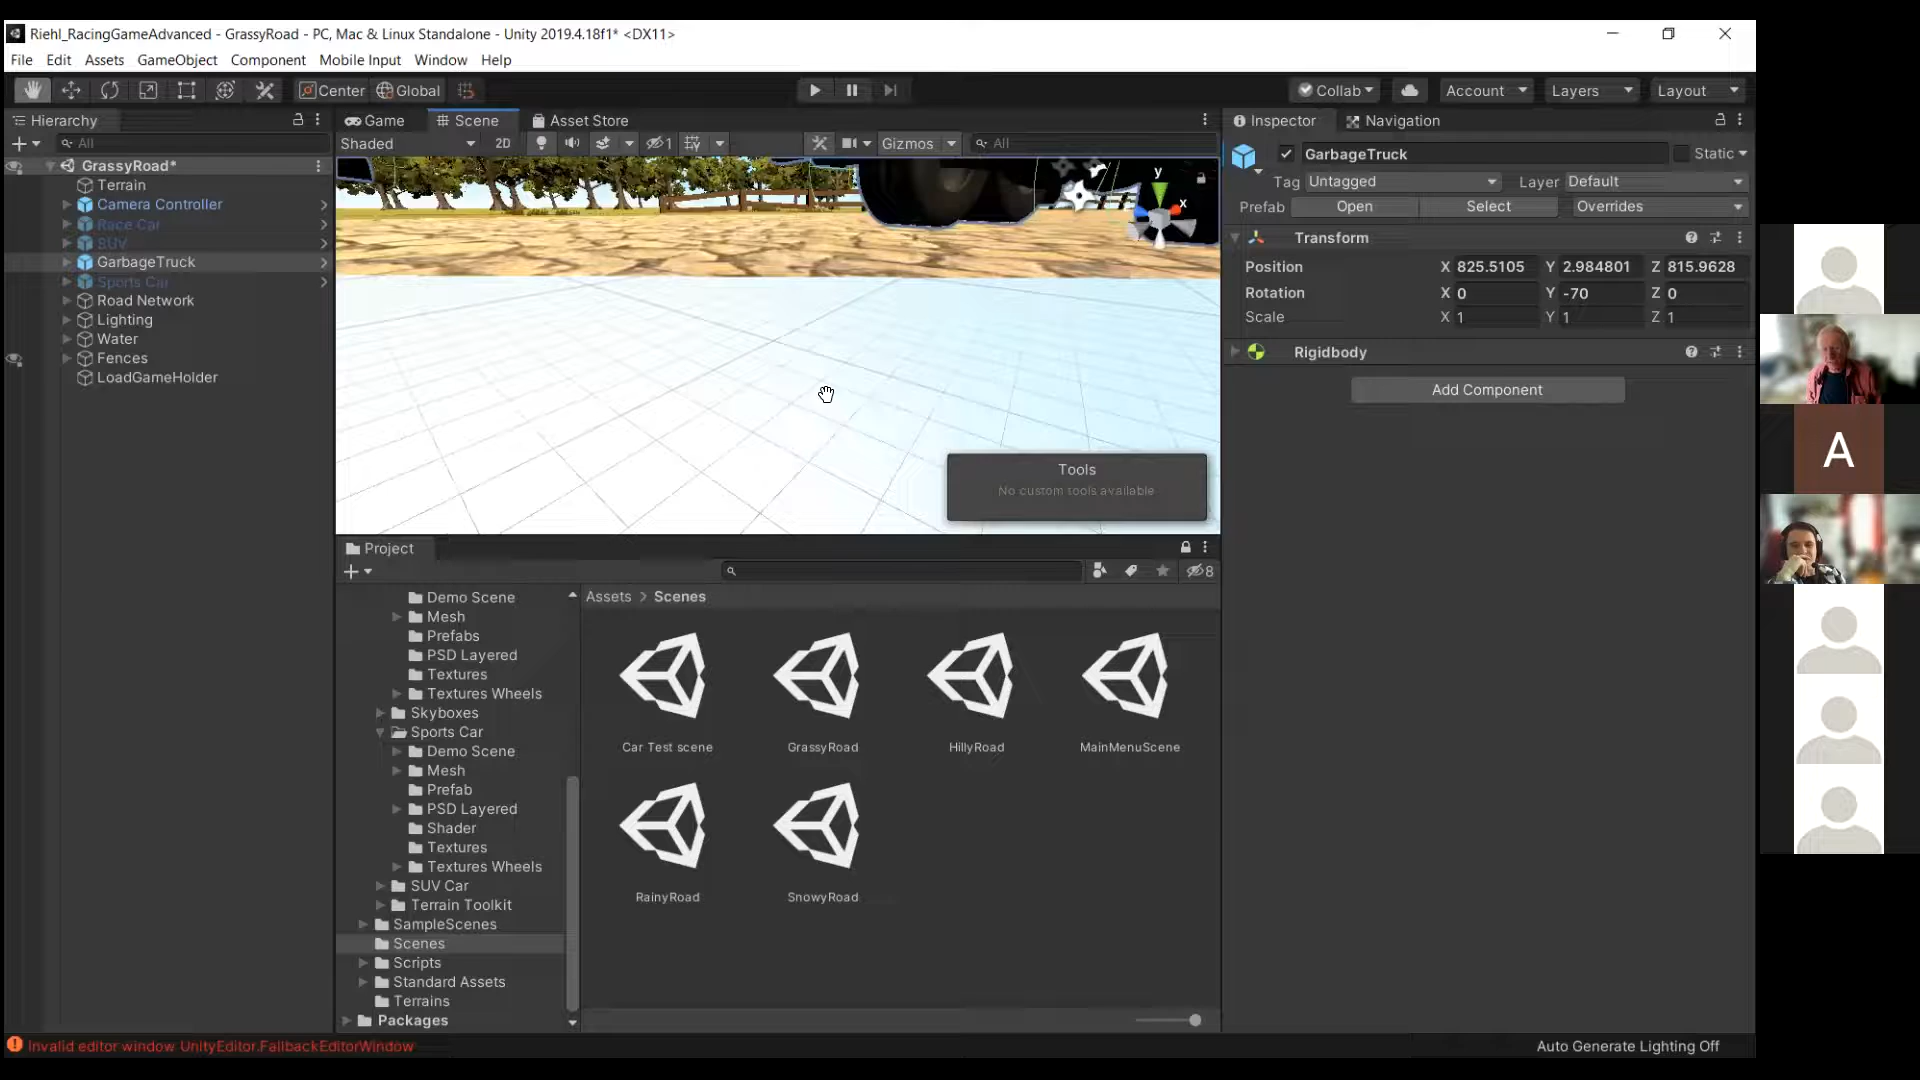 Riehl_RacingGameAdvanced - GrassyRoad - PC, Mac & Linux Standalone - Unity 2019.4.18f1* <DX11>
File Edit Assets GameObject Component Mobile Input Window Help
Center Global Collab Account Layers Layout
Hierarchy
All
GrassyRoad*
Terrain
Camera Controller
Race Car
SUV
GarbageTruck
Sports Car
Road Network
Lighting
Water
Fences
LoadGameHolder
Game Scene Asset Store
Shaded 2D 1 Gizmos All
y
x
Tools
No custom tools available
Project
8
Demo Scene
Mesh
Prefabs
PSD Layered
Textures
Textures Wheels
Skyboxes
Sports Car
Demo Scene
Mesh
Prefab
PSD Layered
Shader
Textures
Textures Wheels
SUV Car
Terrain Toolkit
SampleScenes
Scenes
Scripts
Standard Assets
Terrains
Packages
Assets > Scenes
Car Test scene GrassyRoad HillyRoad MainMenuScene
RainyRoad SnowyRoad
Inspector Navigation
GarbageTruck Static
Tag Untagged Layer Default
Prefab Open Select Overrides
Transform
Position X 825.5105 Y 2.984801 Z 815.9628
Rotation X 0 Y -70 Z 0
Scale X 1 Y 1 Z 1
Rigidbody
Add Component
A
Invalid editor window UnityEditor.FallbackEditorWindow
Auto Generate Lighting Off